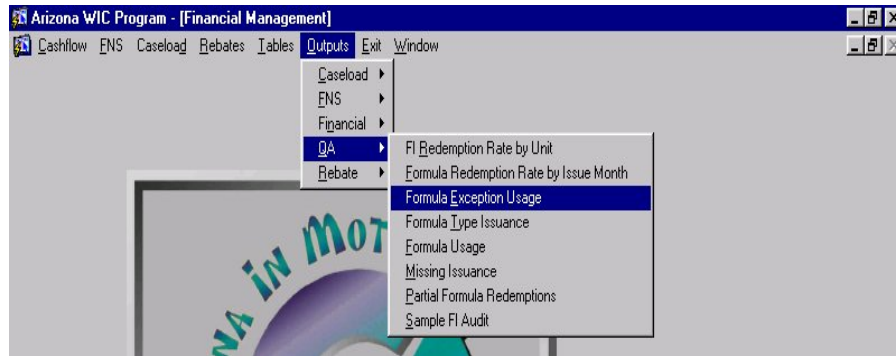 Arizona WIC Program - [Financial Management]
Cashflow FNS Caseload Rebates Tables Outputs Exit Window
Caseload
FNS
Financial
QA
Rebate
FI Redemption Rate by Unit
Formula Redemption Rate by Issue Month
Formula Exception Usage
Formula Type Issuance
Formula Usage
Missing Issuance
Partial Formula Redemptions
Sample FI Audit
IN MOT